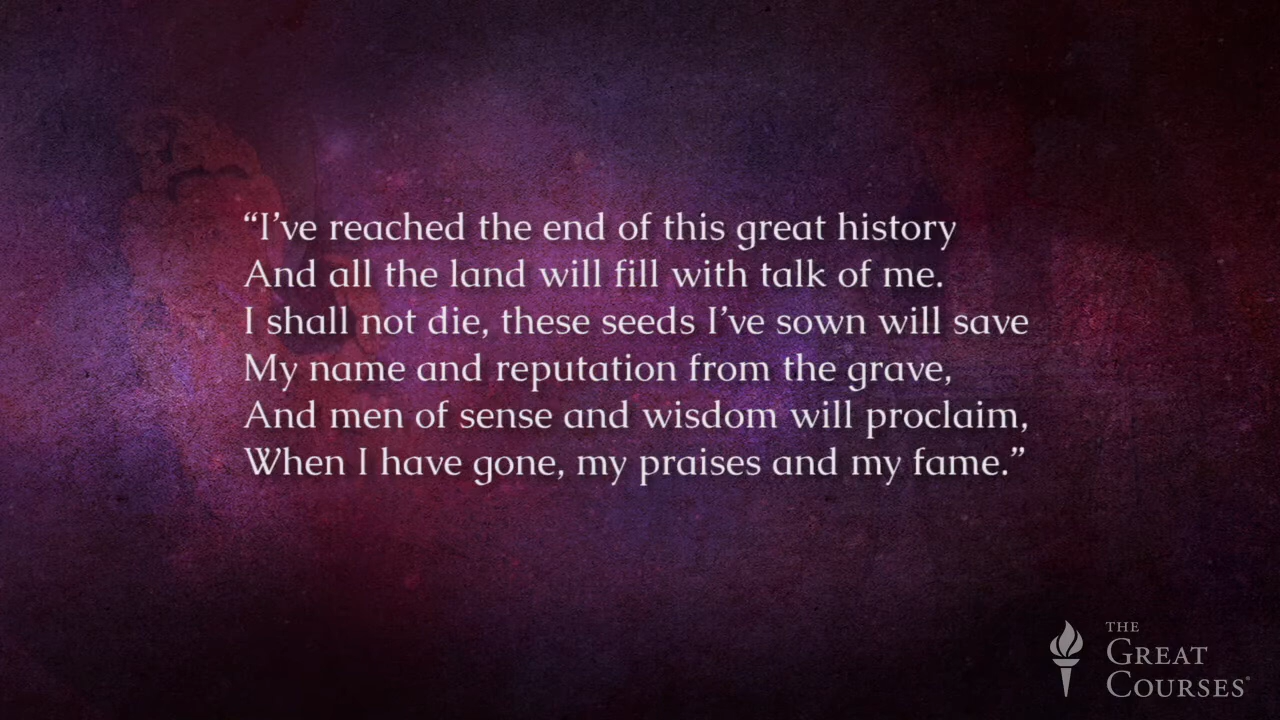 “I’ve reached the end of this great history
And all the land will fill with talk of me.
I shall not die, these seeds I’ve sown will save
My name and reputation from the grave,
And men of sense and wisdom will proclaim,
When I have gone, my praises and my fame.”
THE
GREAT
COURSES®